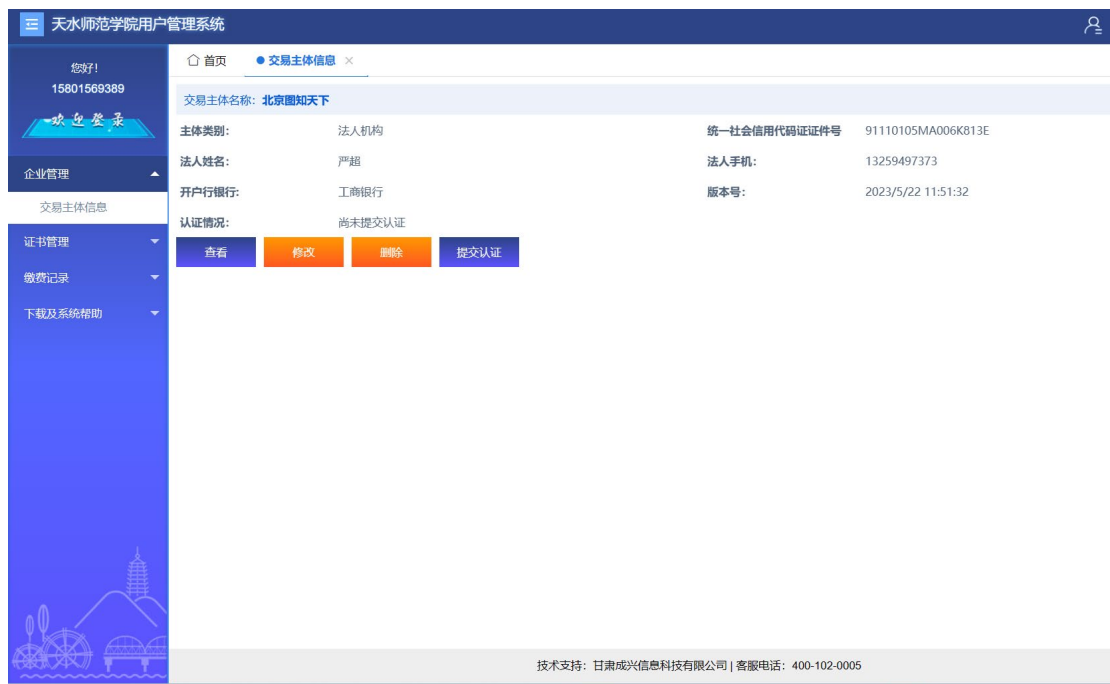 天水师范学院用户管理系统
您好!
15801569389
欢迎登录
企业管理
交易主体信息
证书管理
缴费记录
下载及系统帮助
首页 交易主体信息
交易主体名称: 北京图知天下
主体类别: 法人机构 统一社会信用代码证证件号 91110105MA006K813E
法人姓名: 严超 法人手机: 13259497373
开户行银行: 工商银行 版本号: 2023/5/22 11:51:32
认证情况: 尚未提交认证
查看 修改 删除 提交认证
技术支持: 甘肃成兴信息科技有限公司 | 客服电话: 400-102-0005